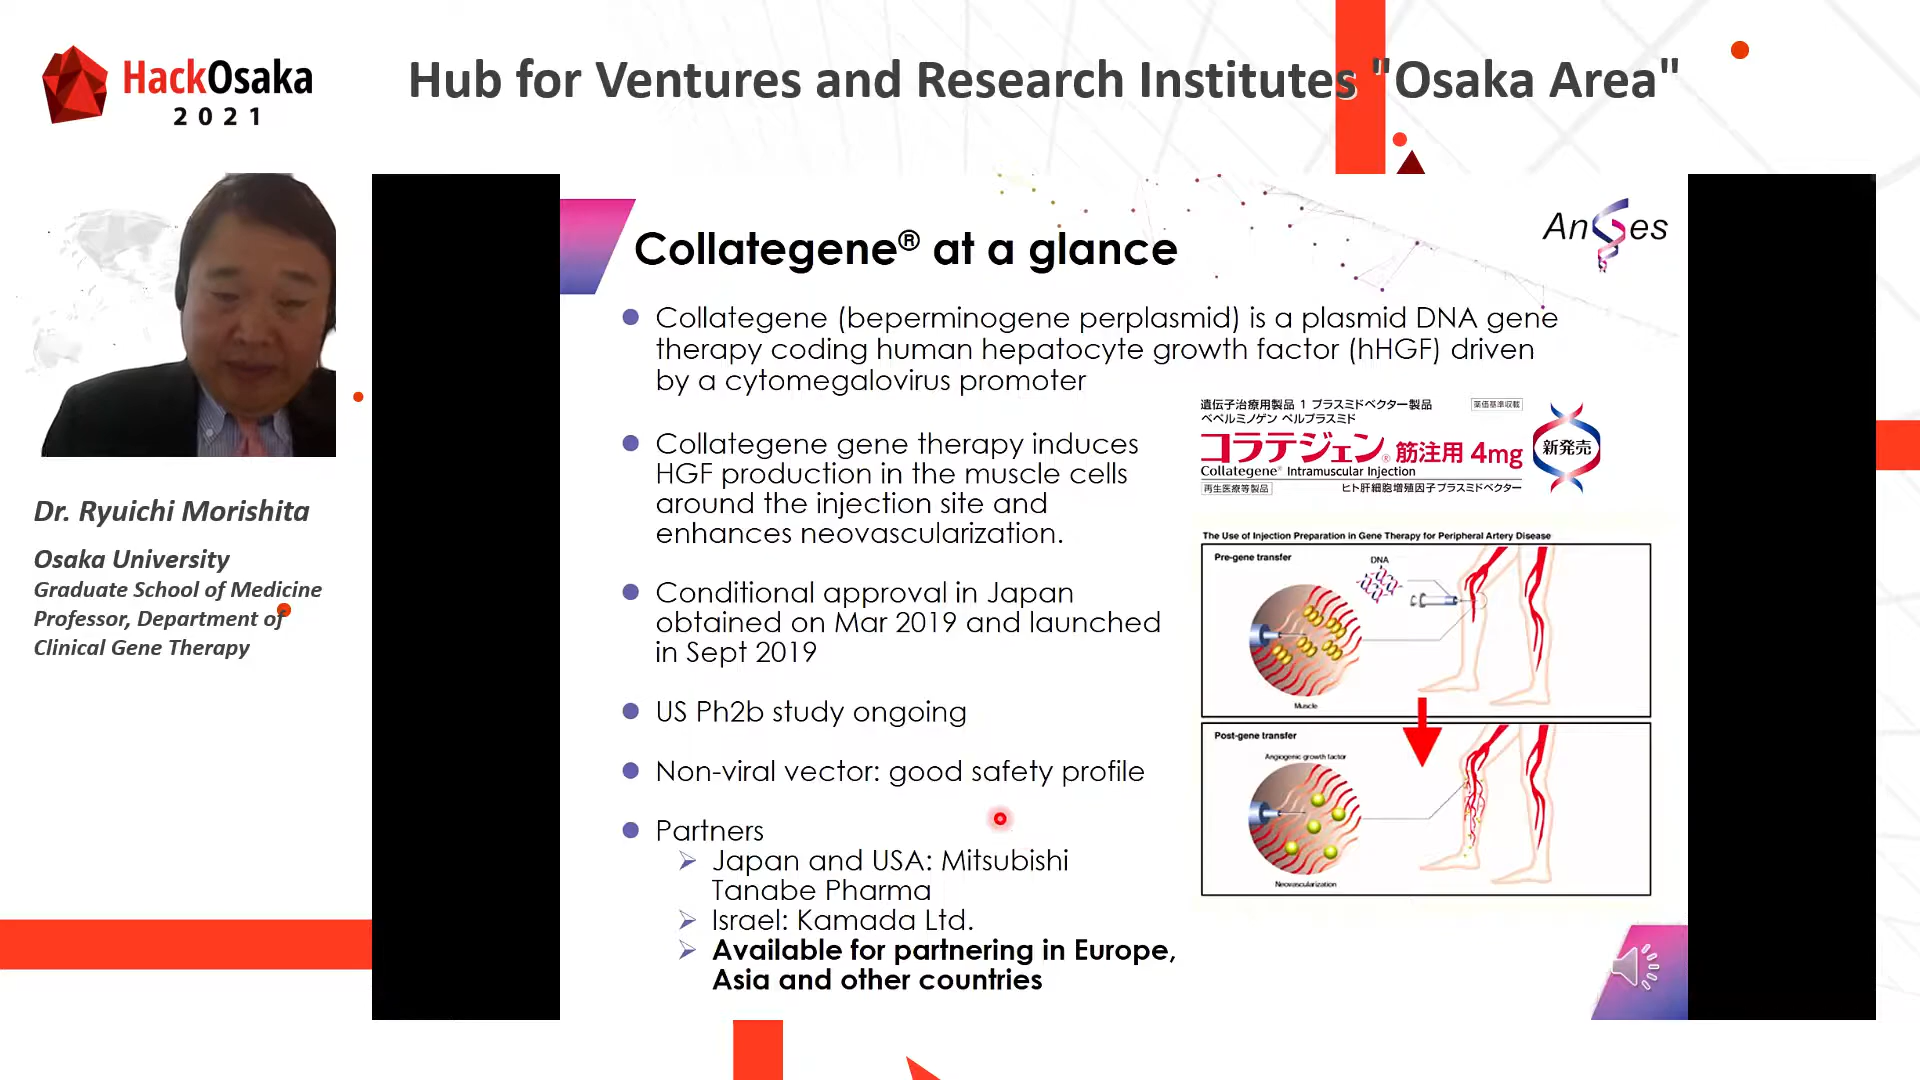 HackOsaka
2021
Hub for Ventures and Research Institutes "Osaka Area"
Dr. Ryuichi Morishita
Osaka University
Graduate School of Medicine
Professor, Department of
Clinical Gene Therapy
AnGes
Collategene® at a glance
Collategene (beperminogene perplasmid) is a plasmid DNA gene
therapy coding human hepatocyte growth factor (hHGF) driven
by a cytomegalovirus promoter
Collategene gene therapy induces
HGF production in the muscle cells
around the injection site and
enhances neovascularization.
Conditional approval in Japan
obtained on Mar 2019 and launched
in Sept 2019
US Ph2b study ongoing
Non-viral vector: good safety profile
Partners
Japan and USA: Mitsubishi
Tanabe Pharma
Israel: Kamada Ltd.
Available for partnering in Europe,
Asia and other countries
遺伝子治療用製品 1 プラスミドベクター製品
薬価基準収載
ベペルミノゲン ペルプラスミド
コラテジェン® 筋注用 4mg
新発売
Collategene® Intramuscular Injection
再生医療等製品
ヒト肝細胞増殖因子プラスミドベクター
The Use of Injection Preparation in Gene Therapy for Peripheral Artery Disease
Pre-gene transfer
DNA
Muscle
Post-gene transfer
Angiogenic growth factor
Neovascularization